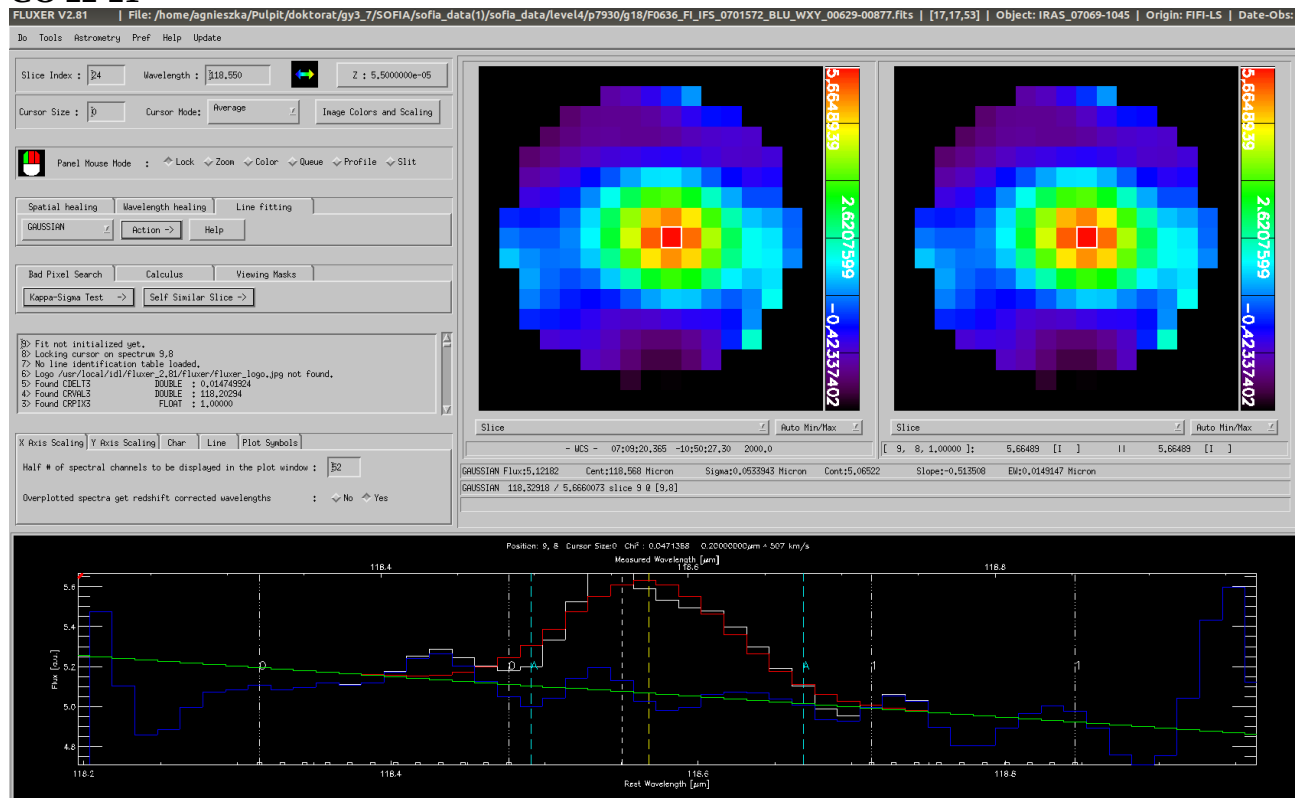 CO 22-21
FLUXER V2.81 | File: /home/agnieszka/Pulpit/doktorat/gy3_7/SOFIA/sofia_data(1)/sofia_data/level4/p7930/g18/F0636_FI_IFS_0701572_BLU_WXY_00629-00877.fits | [17,17,53] | Object: IRAS_07069-1045 | Origin: FIFI-LS | Date-Obs:
Do Tools Astrometry Pref Help Update
Slice Index : 24 Wavelength : 118.550 Z : 5.5000000e-05
Cursor Size : 0 Cursor Mode: Average Image Colors and Scaling
Panel Mouse Mode : Lock Zoom Color Queue Profile Slit
Spatial healing Wavelength healing Line fitting
GAUSSIAN Action -> Help
Bad Pixel Search Calculus Viewing Masks
Kappa-Sigma Test -> Self Similar Slice ->
9> Fit not initialized yet.
8> Locking cursor on spectrum 9,8
7> No line identification table loaded.
6> Logo /usr/local/idl/fluxer_2.81/fluxer/fluxer_logo.jpg not found.
5> Found CDELT3 DOUBLE : 0.014749924
4> Found CRVAL3 DOUBLE : 118.20294
3> Found CRPIX3 FLOAT : 1.00000
X Axis Scaling Y Axis Scaling Char Line Plot Symbols
Half # of spectral channels to be displayed in the plot window : 52
Overplotted spectra get redshift corrected wavelengths : No Yes
5.6648939
2.6207599
-0.42337402
5.6648939
2.6207599
-0.42337402
Slice Auto Min/Max
Slice Auto Min/Max
- WCS - 07:09:20.365 -10:50:27.30 2000.0
[ 9, 8, 1.00000 ]: 5.66489 [I ] || 5.66489 [I ]
GAUSSIAN Flux:5.12182 Cent:118.568 Micron Sigma:0.0533943 Micron Cont:5.06522 Slope:-0.513508 EW:0.0149147 Micron
GAUSSIAN 118.32918 / 5.6660073 slice 9 @ [9,8]
Position: 9, 8 Cursor Size:0 Chi² : 0.0471388 0.20000000µm ^ 507 km/s
Measured Wavelength [µm]
118.4 118.6 118.8
5.6
5.4
5.2
5.0
4.8
Flux [a.u.]
0 0 A A 1 1
118.2 118.4 118.6 118.8
Rest Wavelength [µm]